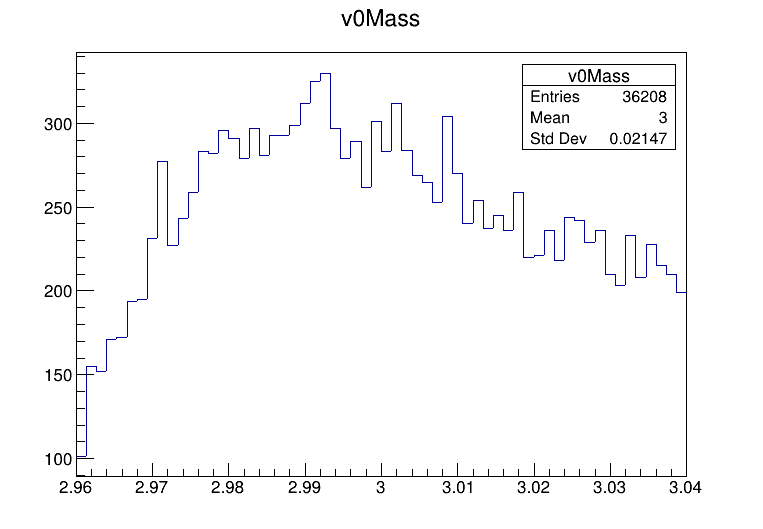 v0Mass
v0Mass
Entries 36208
Mean 3
Std Dev 0.02147
300
250
200
150
100
2.96 2.97 2.98 2.99 3 3.01 3.02 3.03 3.04